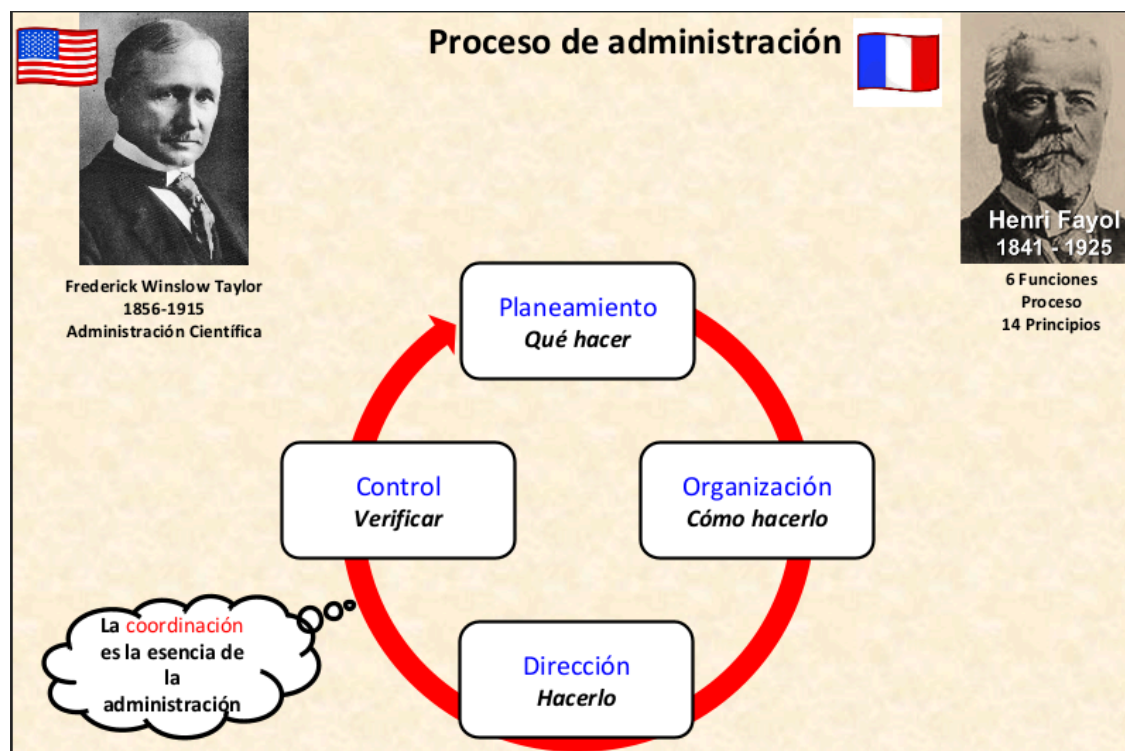 Proceso de administración
Henri Fayol
1841 - 1925
Frederick Winslow Taylor
1856-1915
Administración Científica
6 Funciones
Proceso
14 Principios
Planeamiento
Qué hacer
Organización
Cómo hacerlo
Dirección
Hacerlo
Control
Verificar
La coordinación
es la esencia de
la
administración